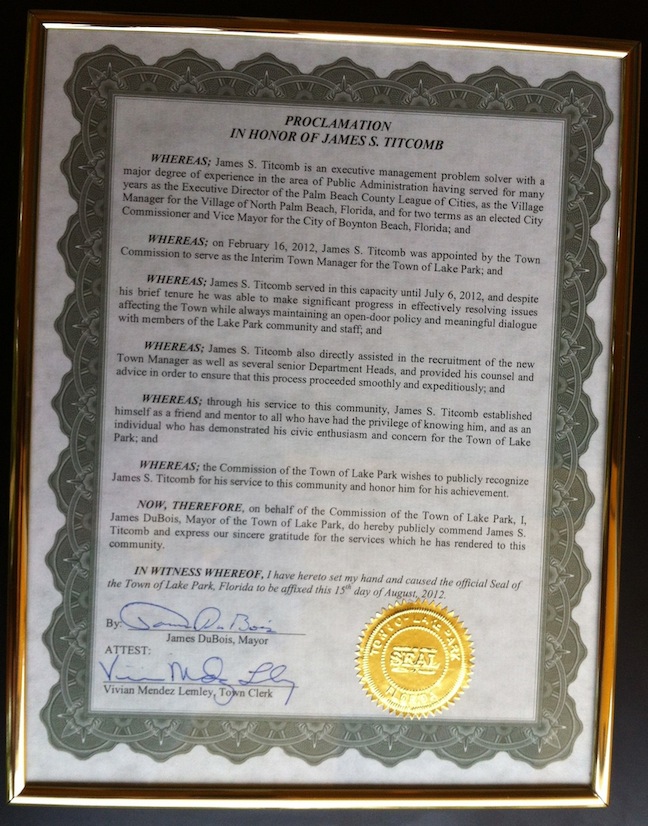 PROCLAMATION
IN HONOR OF JAMES S. TITCOMB
WHEREAS; James S. Titcomb is an executive management problem solver with a
major degree of experience in the area of Public Administration having served for many
years as the Executive Director of the Palm Beach County League of Cities, as the Village
Manager for the Village of North Palm Beach, Florida, and for two terms as an elected City
Commissioner and Vice Mayor for the City of Boynton Beach, Florida; and
WHEREAS; on February 16, 2012, James S. Titcomb was appointed by the Town
Commission to serve as the Interim Town Manager for the Town of Lake Park; and
WHEREAS; James S. Titcomb served in this capacity until July 6, 2012, and despite
his brief tenure he was able to make significant progress in effectively resolving issues
affecting the Town while always maintaining an open-door policy and meaningful dialogue
with members of the Lake Park community and staff; and
WHEREAS; James S. Titcomb also directly assisted in the recruitment of the new
Town Manager as well as several senior Department Heads, and provided his counsel and
advice in order to ensure that this process proceeded smoothly and expeditiously; and
WHEREAS; through his service to this community, James S. Titcomb established
himself as a friend and mentor to all who have had the privilege of knowing him, and as an
individual who has demonstrated his civic enthusiasm and concern for the Town of Lake
Park; and
WHEREAS; the Commission of the Town of Lake Park wishes to publicly recognize
James S. Titcomb for his service to this community and honor him for his achievement.
NOW, THEREFORE, on behalf of the Commission of the Town of Lake Park, I,
James DuBois, Mayor of the Town of Lake Park, do hereby publicly commend James S.
Titcomb and express our sincere gratitude for the services which he has rendered to this
community.
IN WITNESS WHEREOF, I have hereto set my hand and caused the official Seal of
the Town of Lake Park, Florida to be affixed this 15th day of August, 2012.
By: James DuBois
James DuBois, Mayor
ATTEST:
Vivian Mendez Lemley, Town Clerk
TOWN OF LAKE PARK
SEAL